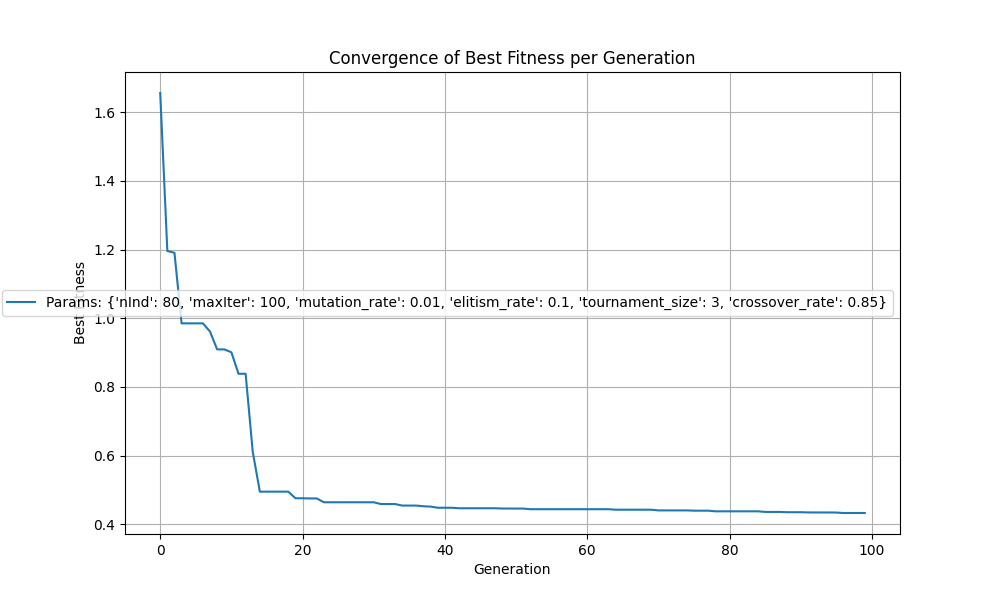 Convergence of Best Fitness per Generation
1.6
1.4
1.2
1.0
0.8
0.6
0.4
Best
ness
Params: {'nInd': 80, 'maxIter': 100, 'mutation_rate': 0.01, 'elitism_rate': 0.1, 'tournament_size': 3, 'crossover_rate': 0.85}
0 20 40 60 80 100
Generation